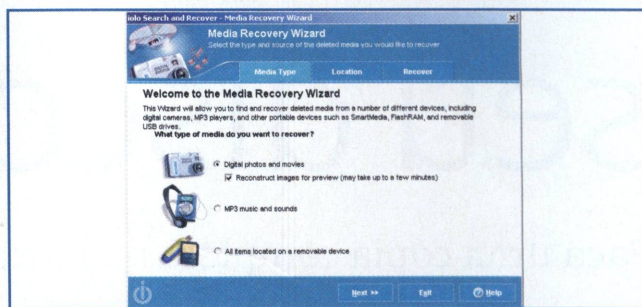 iolo Search and Recover - Media Recovery Wizard
Media Recovery Wizard
Select the type and source of the deleted media you would like to recover
Media Type Location Recover
Welcome to the Media Recovery Wizard
This Wizard will allow you to find and recover deleted media from a number of different devices, including
digital cameras, MP3 players, and other portable devices such as SmartMedia, FlashRAM, and removable
USB drives.
What type of media do you want to recover?
Digital photos and movies
Reconstruct images for preview (may take up to a few minutes)
MP3 music and sounds
All items located on a removable device
Next >> Exit Help